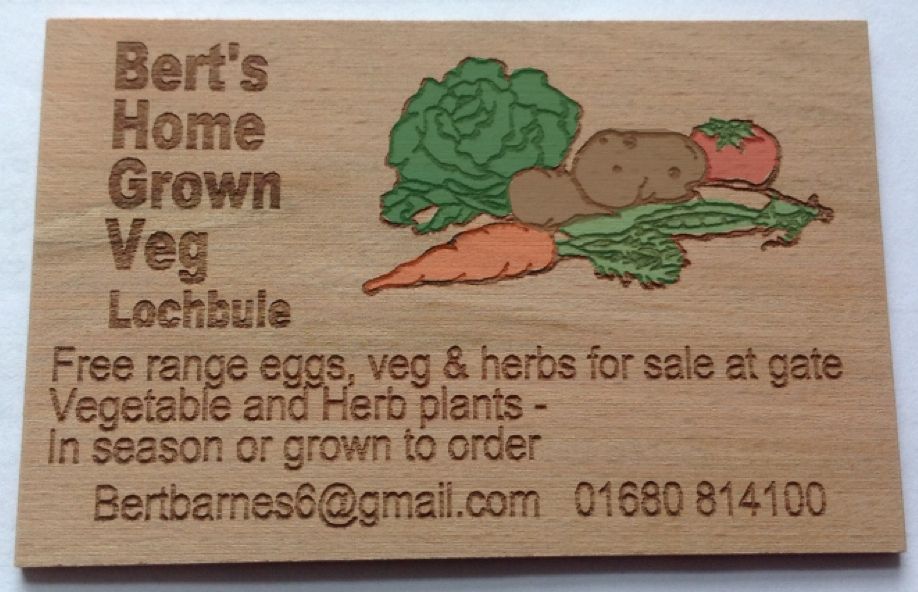 Bert's
Home
Grown
Veg
Lochbuie
Free range eggs, veg & herbs for sale at gate
Vegetable and Herb plants -
In season or grown to order
Bertbarnes6@gmail.com 01680 814100